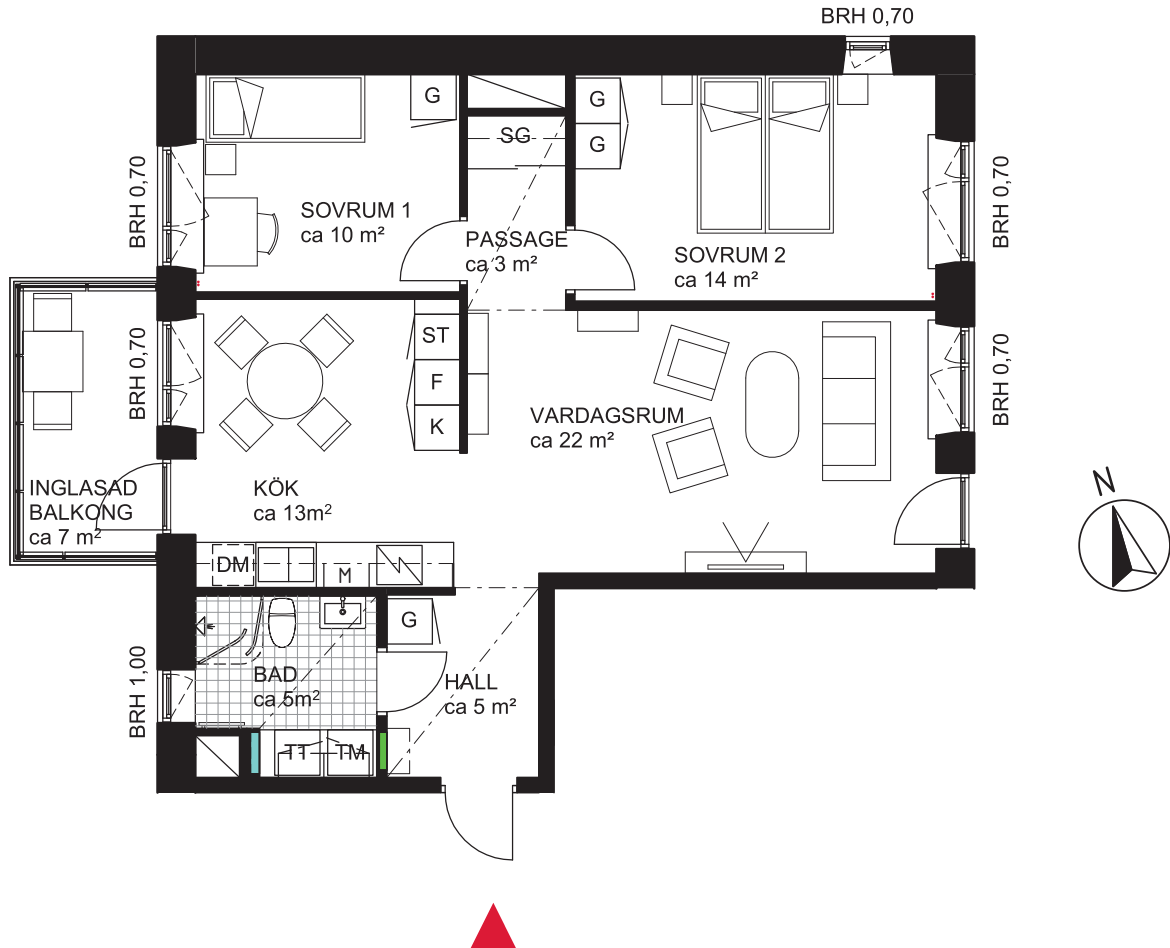 BRH 0,70
G
SG
G
G
BRH 0,70
BRH 0,70
SOVRUM 1
ca 10 m²
PASSAGE
ca 3 m²
SOVRUM 2
ca 14 m²
BRH 0,70
BRH 0,70
ST
F
K
VARDAGSRUM
ca 22 m²
INGLASAD
BALKONG
ca 7 m²
KÖK
ca 13m²
N
DM
M
G
BRH 1,00
BAD
ca 5m²
HALL
ca 5 m²
TT
TM